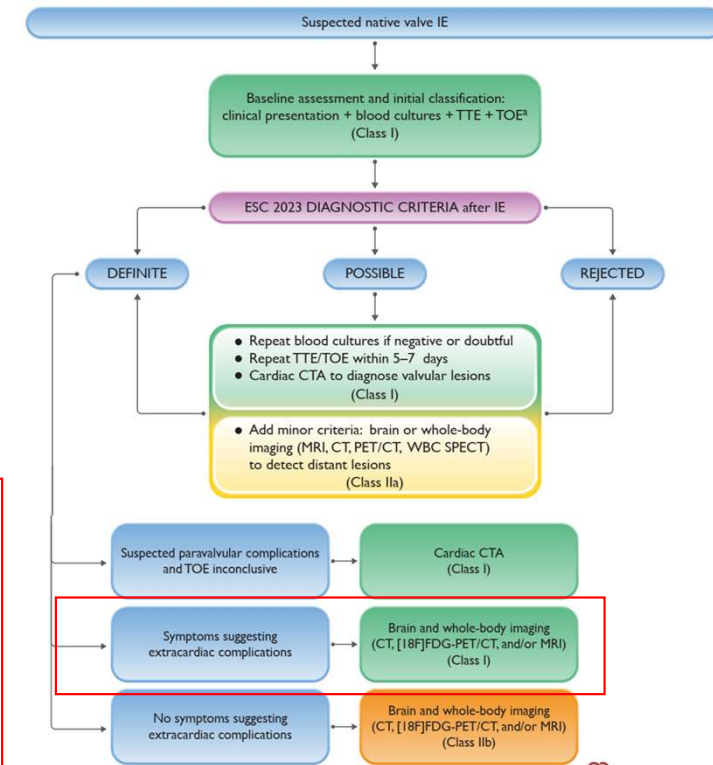 Suspected native valve IE
Baseline assessment and initial classification:
clinical presentation + blood cultures + TTE + TOEª
(Class I)
ESC 2023 DIAGNOSTIC CRITERIA after IE
DEFINITE
POSSIBLE
REJECTED
● Repeat blood cultures if negative or doubtful
● Repeat TTE/TOE within 5–7 days
● Cardiac CTA to diagnose valvular lesions
(Class I)
● Add minor criteria: brain or whole-body
imaging (MRI, CT, PET/CT, WBC SPECT)
to detect distant lesions
(Class IIa)
Suspected paravalvular complications
and TOE inconclusive
Cardiac CTA
(Class I)
Symptoms suggesting
extracardiac complications
Brain and whole-body imaging
(CT, [18F]FDG-PET/CT, and/or MRI)
(Class I)
No symptoms suggesting
extracardiac complications
Brain and whole-body imaging
(CT, [18F]FDG-PET/CT, and/or MRI)
(Class IIb)